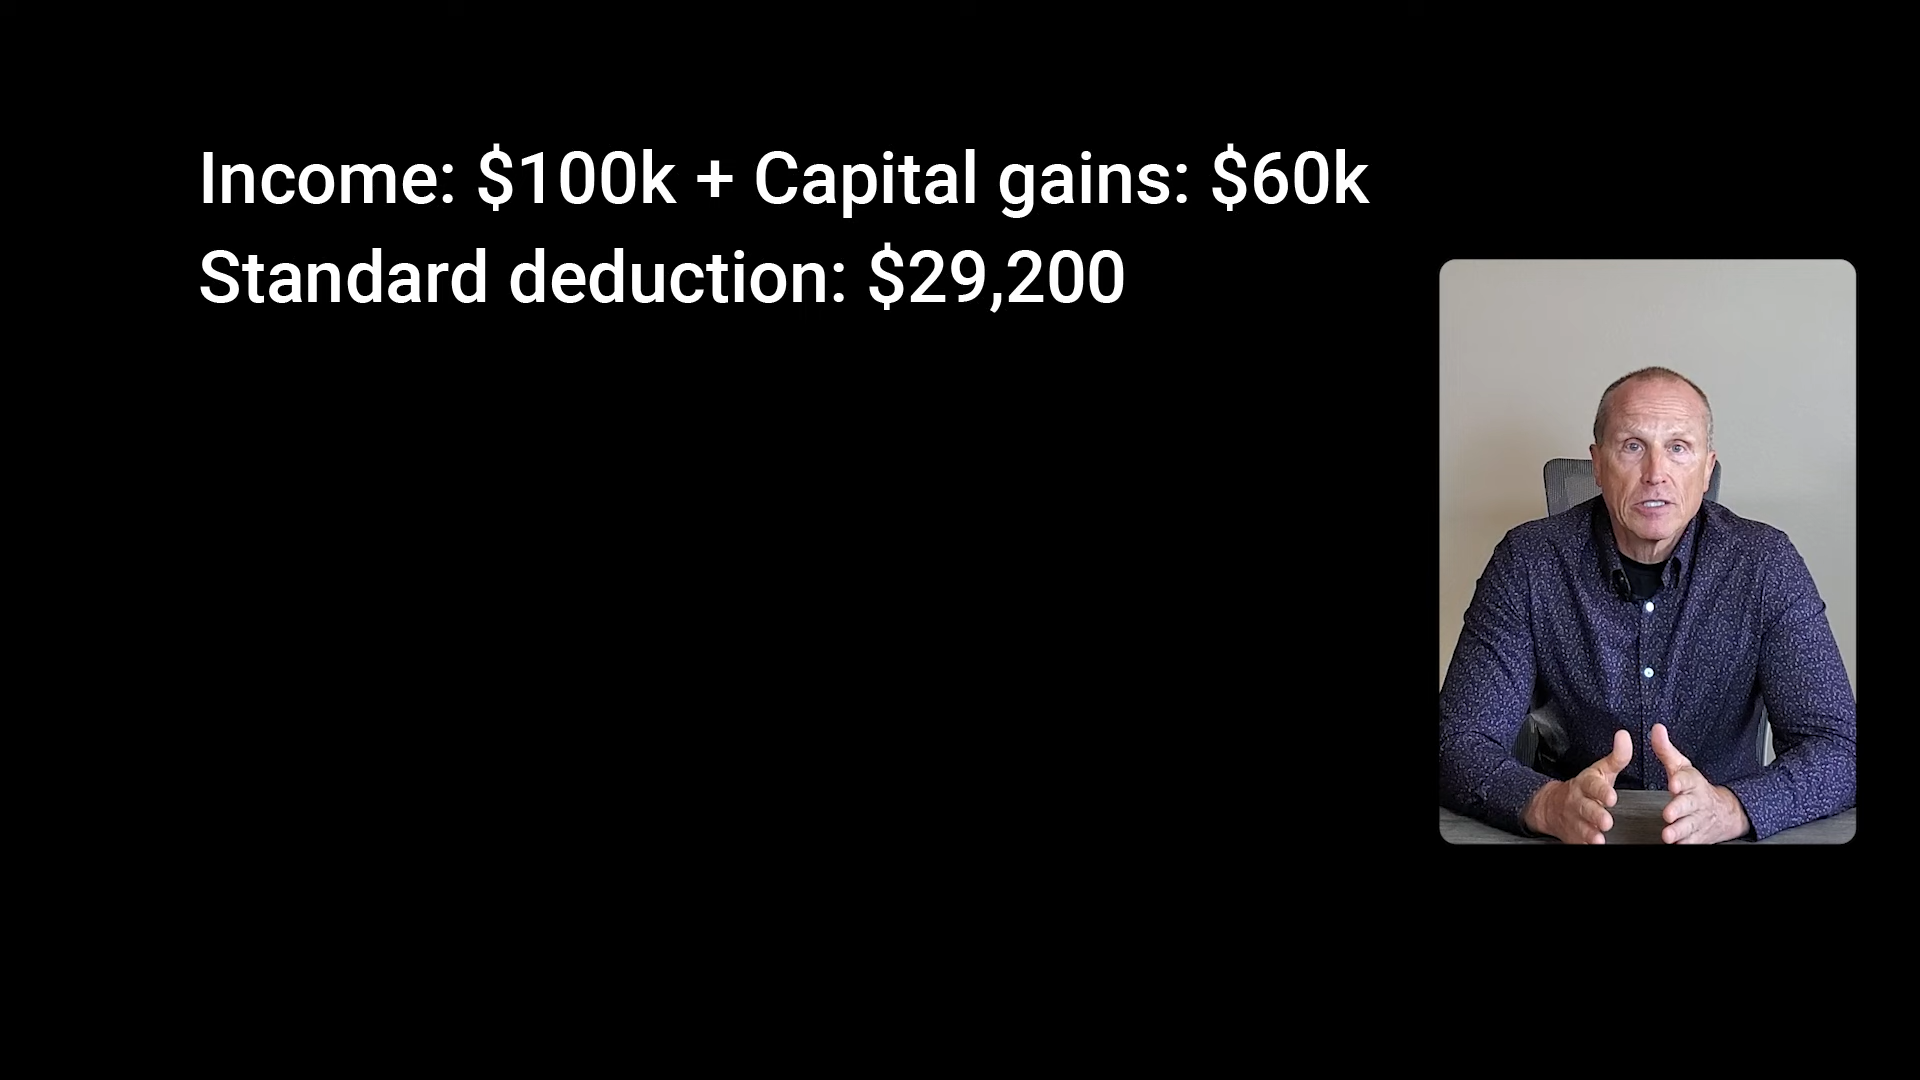 Income: $100k + Capital gains: $60k
Standard deduction: $29,200